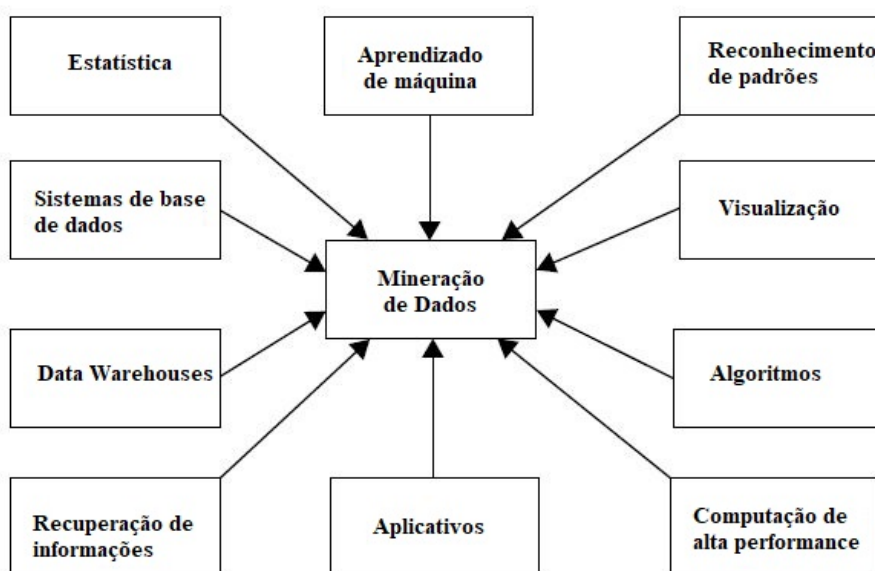 Estatística
Aprendizado
de máquina
Reconhecimento
de padrões
Sistemas de base
de dados
Visualização
Mineração
de Dados
Data Warehouses
Algoritmos
Recuperação de
informações
Aplicativos
Computação de
alta performance